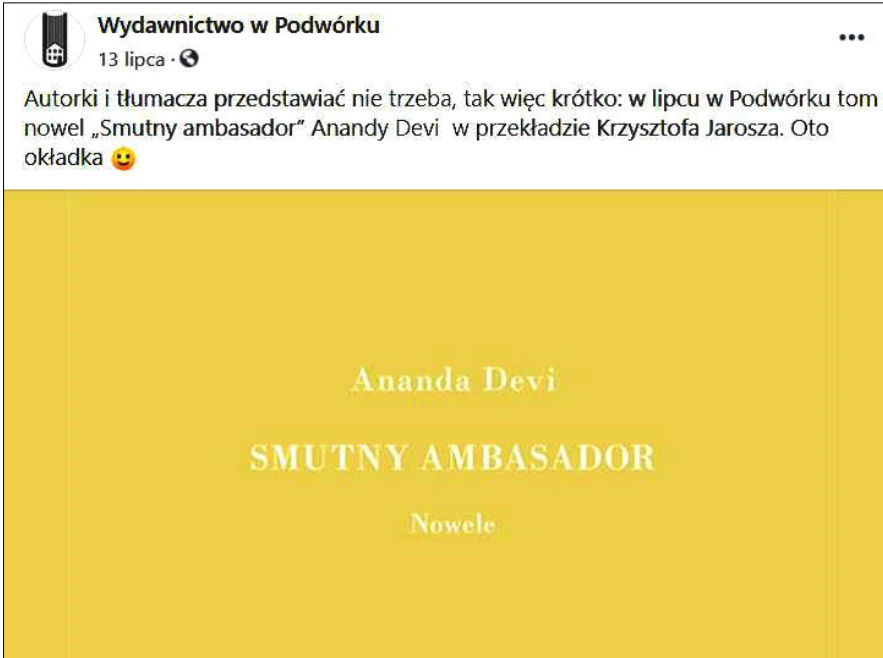 Wydawnictwo w Podwórku
13 lipca ·
Autorki i tłumacza przedstawiać nie trzeba, tak więc krótko: w lipcu w Podwórku tom
nowel „Smutny ambasador” Anandy Devi w przekładzie Krzysztofa Jarosza. Oto
okładka 🙂
Ananda Devi
SMUTNY AMBASADOR
Nowele